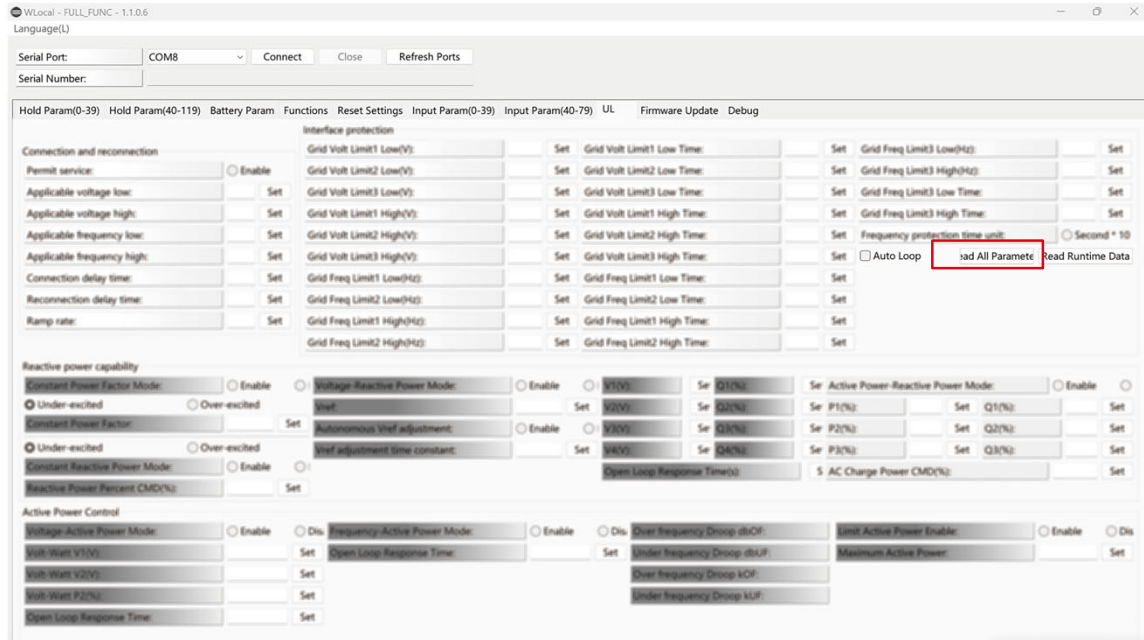 WLocal - FULL_FUNC - 1.1.0.6
Language(L)
Serial Port: COM8 Connect Close Refresh Ports
Serial Number:
Hold Param(0-39) Hold Param(40-119) Battery Param Functions Reset Settings Input Param(0-39) Input Param(40-79) UL Firmware Update Debug
Interface protection
Connection and reconnection Grid Volt Limit1 Low(V): Set Grid Volt Limit1 Low Time: Set Grid Freq Limit3 Low(Hz): Set
Permit service: Enable Grid Volt Limit2 Low(V): Set Grid Volt Limit2 Low Time: Set Grid Freq Limit3 High(Hz): Set
Applicable voltage low: Set Grid Volt Limit3 Low(V): Set Grid Volt Limit3 Low Time: Set Grid Freq Limit3 Low Time: Set
Applicable voltage high: Set Grid Volt Limit1 High(V): Set Grid Volt Limit1 High Time: Set Grid Freq Limit3 High Time: Set
Applicable frequency low: Set Grid Volt Limit2 High(V): Set Grid Volt Limit2 High Time: Set Frequency protection time unit: Second * 10
Applicable frequency high: Set Grid Volt Limit3 High(V): Set Grid Volt Limit3 High Time: Set Auto Loop ead All Paramete Read Runtime Data
Connection delay time: Set Grid Freq Limit1 Low(Hz): Set Grid Freq Limit1 Low Time: Set
Reconnection delay time: Set Grid Freq Limit2 Low(Hz): Set Grid Freq Limit2 Low Time: Set
Ramp rate: Set Grid Freq Limit1 High(Hz): Set Grid Freq Limit1 High Time: Set
Grid Freq Limit2 High(Hz): Set Grid Freq Limit2 High Time: Set
Reactive power capability
Constant Power Factor Mode: Enable Voltage-Reactive Power Mode: Enable V1(V): Se Q1(%): Se Active Power-Reactive Power Mode: Enable
Under-excited Over-excited Vref: Set V2(V): Se Q2(%): Se P1(%): Set Q1(%): Set
Constant Power Factor: Set Autonomous Vref adjustment: Enable V3(V): Se Q3(%): Se P2(%): Set Q2(%): Set
Under-excited Over-excited Vref adjustment time constant: Set V4(V): Se Q4(%): Se P3(%): Set Q3(%): Set
Constant Reactive Power Mode: Enable Open Loop Response Time(s): S AC Charge Power CMD(%): Set
Reactive Power Percent CMD(%): Set
Active Power Control
Voltage-Active Power Mode: Enable Dis Frequency-Active Power Mode: Enable Dis Over frequency Droop dbOF: Limit Active Power Enable: Enable Dis
Volt-Watt V1(V): Set Open Loop Response Time: Set Under frequency Droop dbUF: Maximum Active Power: Set
Volt-Watt V2(V): Set Over frequency Droop kOF:
Volt-Watt P2(%): Set Under frequency Droop kUF:
Open Loop Response Time: Set